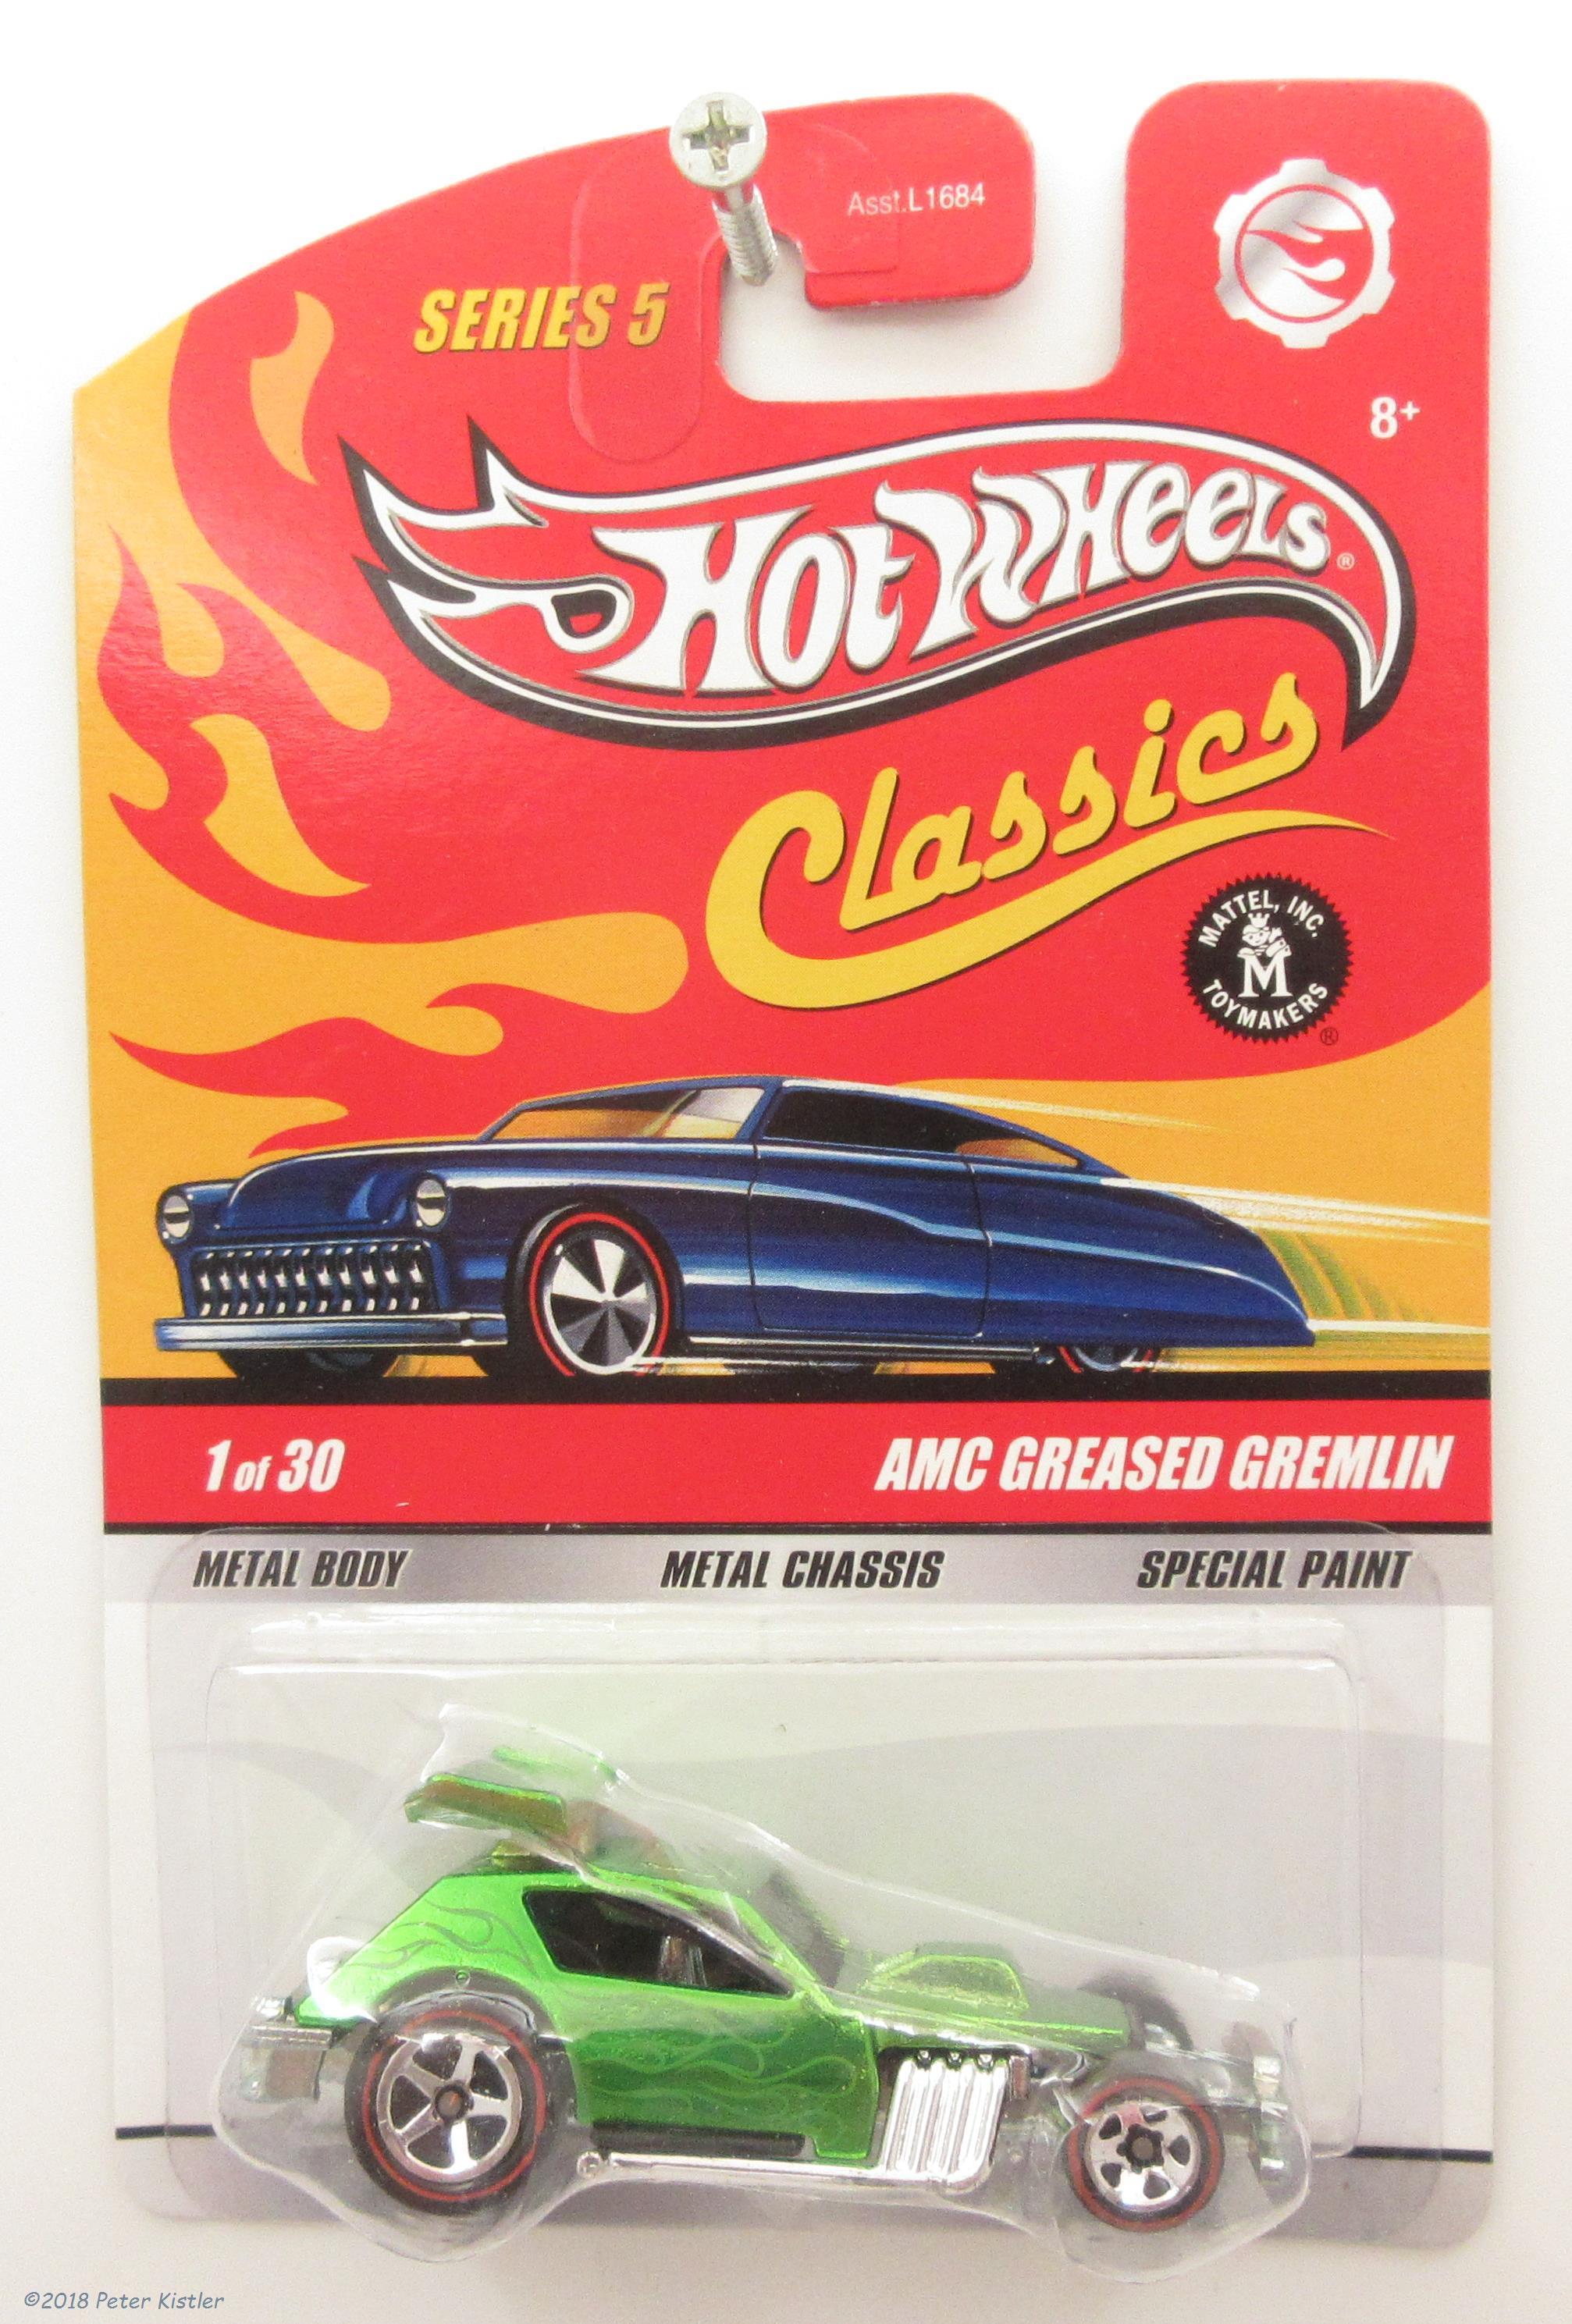 Asst.L1684
SERIES 5
8+
HOT WHEELS®
Classics
MATTEL, INC.
M
TOYMAKERS
®
1 of 30
AMC GREASED GREMLIN
METAL BODY
METAL CHASSIS
SPECIAL PAINT
©2018 Peter Kistler